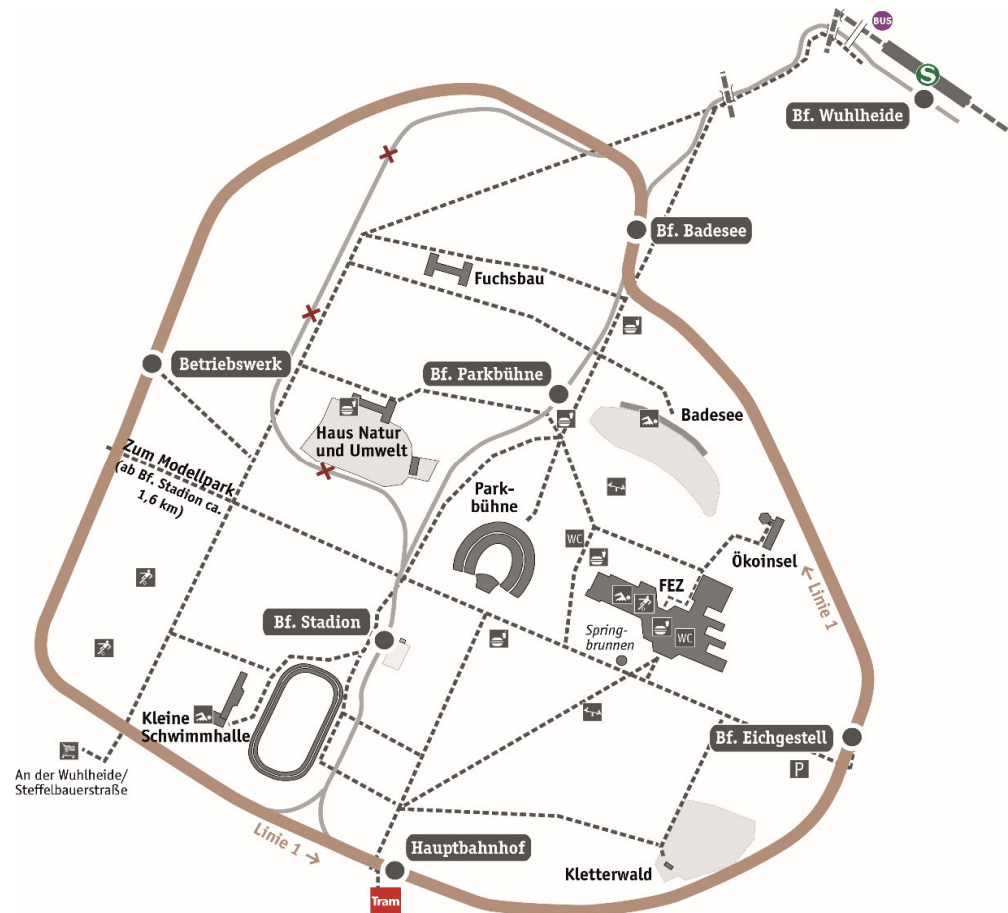 BUS
S
Bf. Wuhlheide
Bf. Badesee
Fuchsbau
Betriebswerk
Bf. Parkbühne
Badesee
Haus Natur
und Umwelt
Zum Modellpark
(ab Bf. Stadion ca.
1,6 km)
Park-
bühne
WC
Ökoinsel
FEZ
← Linie 1
Bf. Stadion
Spring-
brunnen
WC
Kleine
Schwimmhalle
Bf. Eichgestell
P
An der Wuhlheide/
Steffelbauerstraße
Linie 1 →
Hauptbahnhof
Kletterwald
Tram